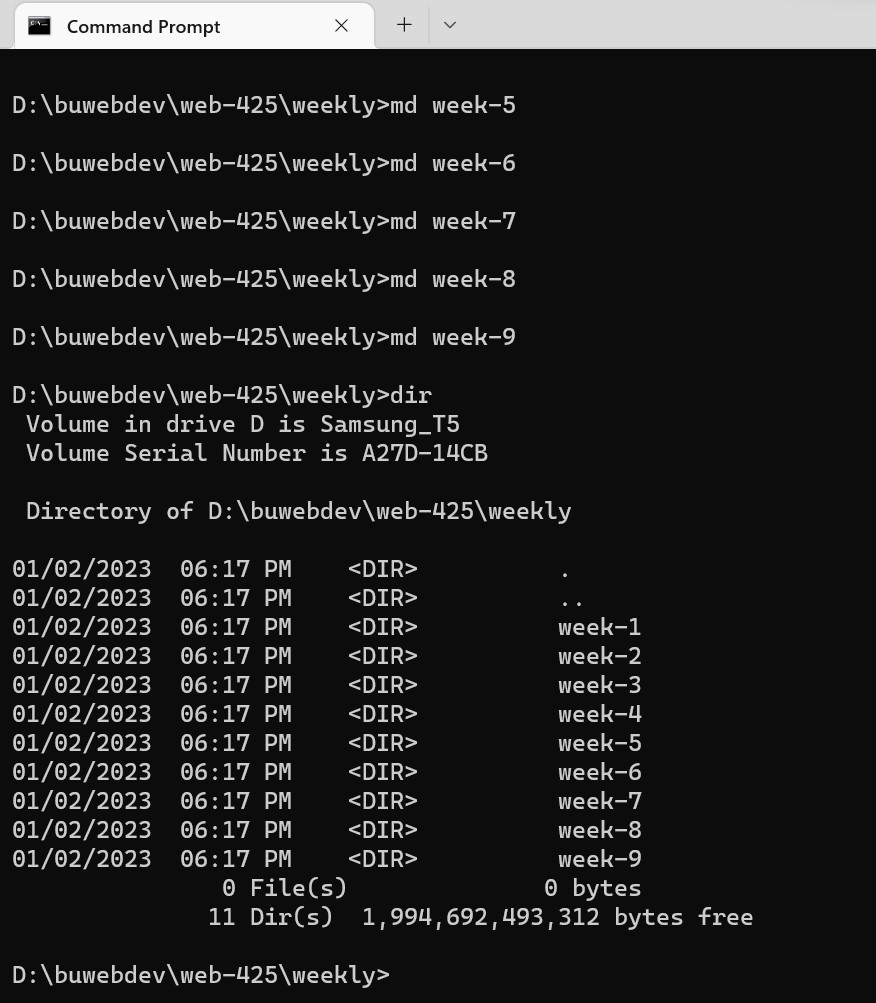 Command Prompt
D:\buwebdev\web-425\weekly>md week-5
D:\buwebdev\web-425\weekly>md week-6
D:\buwebdev\web-425\weekly>md week-7
D:\buwebdev\web-425\weekly>md week-8
D:\buwebdev\web-425\weekly>md week-9
D:\buwebdev\web-425\weekly>dir
 Volume in drive D is Samsung_T5
 Volume Serial Number is A27D-14CB
 Directory of D:\buwebdev\web-425\weekly
01/02/2023  06:17 PM    <DIR>          .
01/02/2023  06:17 PM    <DIR>          ..
01/02/2023  06:17 PM    <DIR>          week-1
01/02/2023  06:17 PM    <DIR>          week-2
01/02/2023  06:17 PM    <DIR>          week-3
01/02/2023  06:17 PM    <DIR>          week-4
01/02/2023  06:17 PM    <DIR>          week-5
01/02/2023  06:17 PM    <DIR>          week-6
01/02/2023  06:17 PM    <DIR>          week-7
01/02/2023  06:17 PM    <DIR>          week-8
01/02/2023  06:17 PM    <DIR>          week-9
               0 File(s)              0 bytes
              11 Dir(s)  1,994,692,493,312 bytes free
D:\buwebdev\web-425\weekly>